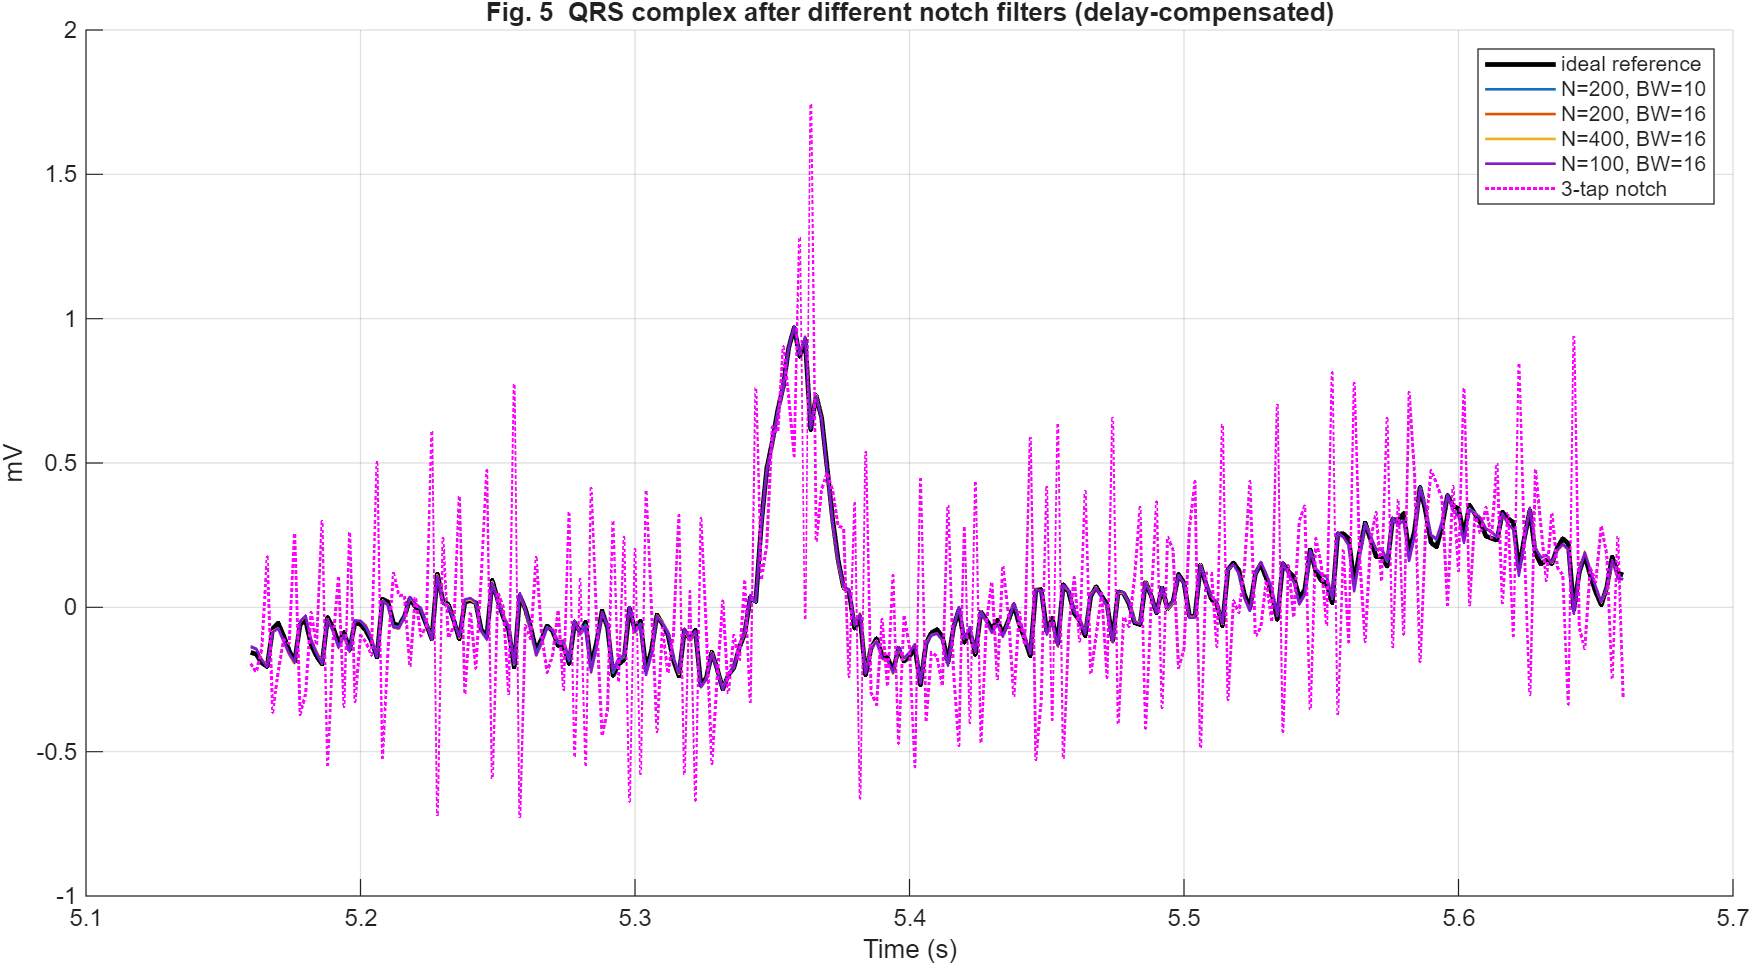 Fig. 5  QRS complex after different notch filters (delay-compensated)
2
1.5
1
0.5
0
-0.5
-1
mV
5.1
5.2
5.3
5.4
5.5
5.6
5.7
Time (s)
ideal reference
N=200, BW=10
N=200, BW=16
N=400, BW=16
N=100, BW=16
3-tap notch